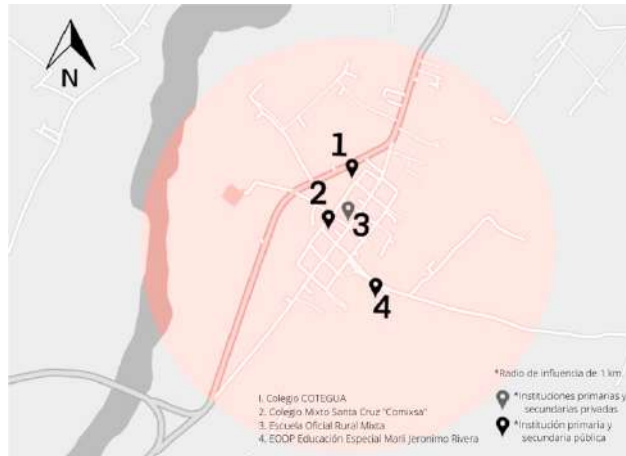 N
1
2
3
4
*Radio de influencia de 1 km.
1. Colegio COTEGUA
2. Colegio Mixto Santa Cruz "Comixsa"
3. Escuela Oficial Rural Mixta
4. EOOP Educación Especial Marli Jeronimo Rivera
*Instituciones primarias y
secundarias privadas
*Institución primaria y
secundaria pública